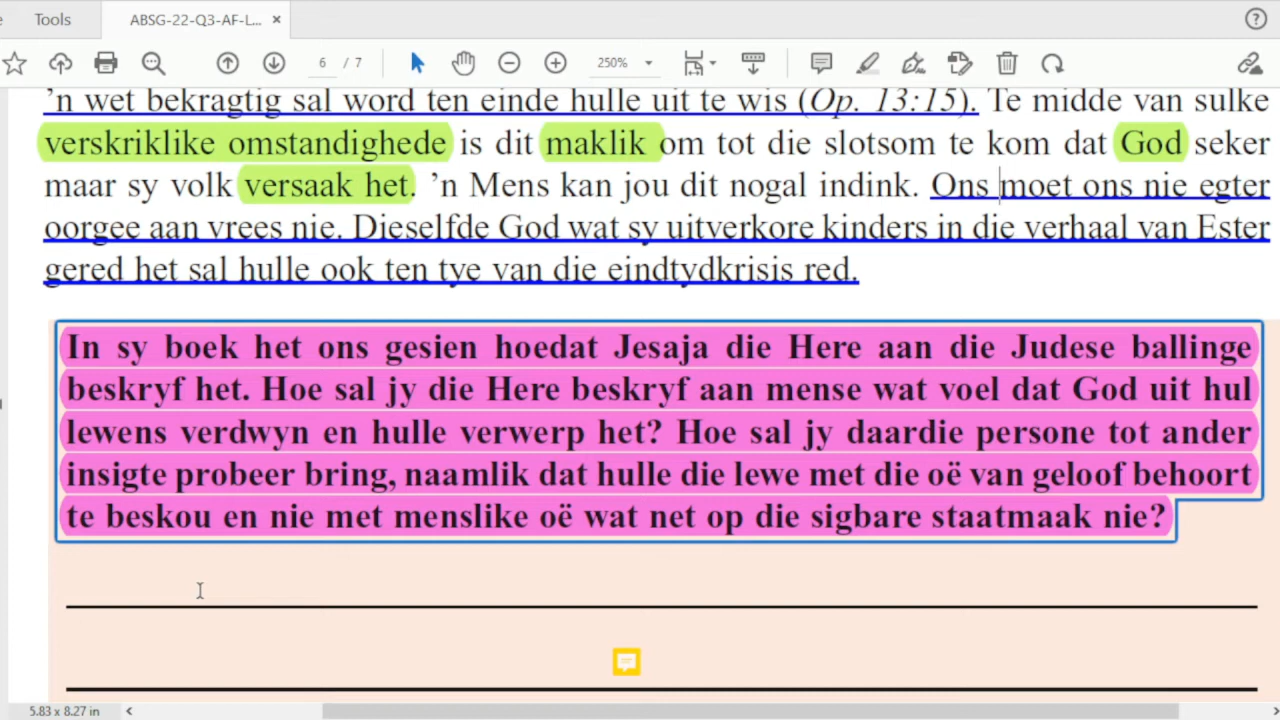 Tools
ABSG-22-Q3-AF-L... ×
6 / 7
250%
’n wet bekragtig sal word ten einde hulle uit te wis (Op. 13:15). Te midde van sulke
verskriklike omstandighede is dit maklik om tot die slotsom te kom dat God seker
maar sy volk versaak het. ’n Mens kan jou dit nogal indink. Ons moet ons nie egter
oorgee aan vrees nie. Dieselfde God wat sy uitverkore kinders in die verhaal van Ester
gered het sal hulle ook ten tye van die eindtydkrisis red.
In sy boek het ons gesien hoedat Jesaja die Here aan die Judese ballinge
beskryf het. Hoe sal jy die Here beskryf aan mense wat voel dat God uit hul
lewens verdwyn en hulle verwerp het? Hoe sal jy daardie persone tot ander
insigte probeer bring, naamlik dat hulle die lewe met die oë van geloof behoort
te beskou en nie met menslike oë wat net op die sigbare staatmaak nie?
5.83 x 8.27 in